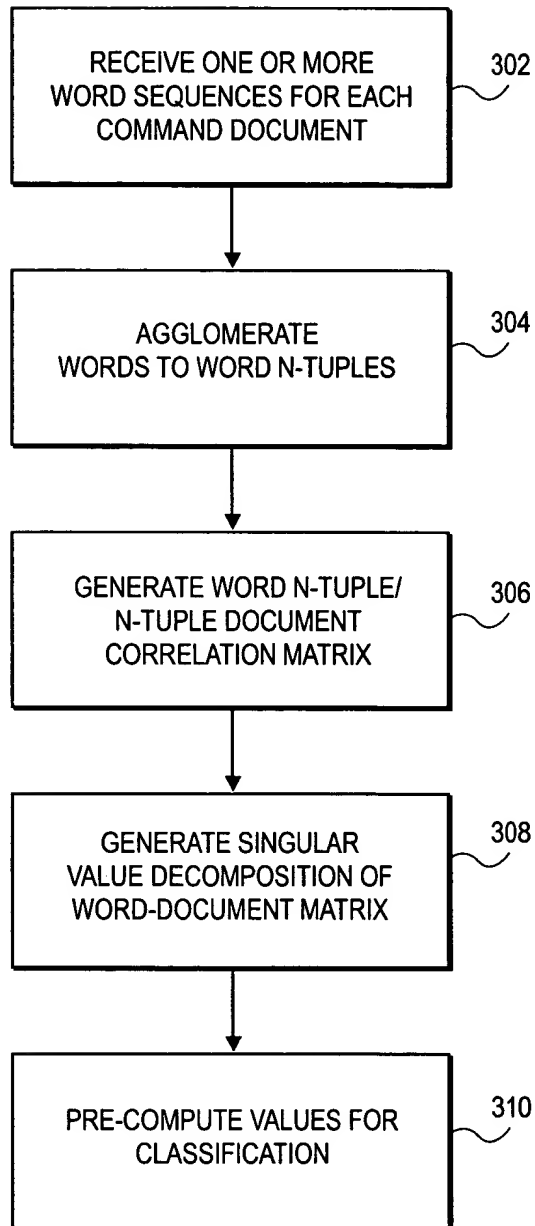 RECEIVE ONE OR MORE
WORD SEQUENCES FOR EACH
COMMAND DOCUMENT
302
AGGLOMERATE
WORDS TO WORD N-TUPLES
304
GENERATE WORD N-TUPLE/
N-TUPLE DOCUMENT
CORRELATION MATRIX
306
GENERATE SINGULAR
VALUE DECOMPOSITION OF
WORD-DOCUMENT MATRIX
308
PRE-COMPUTE VALUES FOR
CLASSIFICATION
310